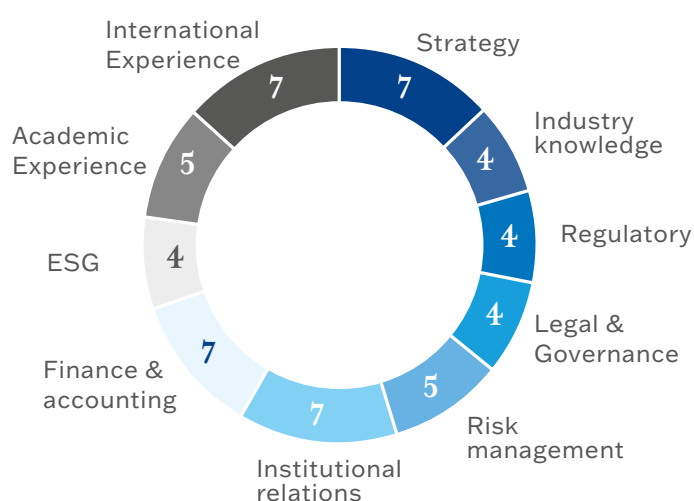 International
Experience
7
Strategy
7
Industry
knowledge
4
Regulatory
4
Legal &
Governance
4
Risk
management
5
Institutional
relations
7
Finance &
accounting
7
ESG
4
Academic
Experience
5